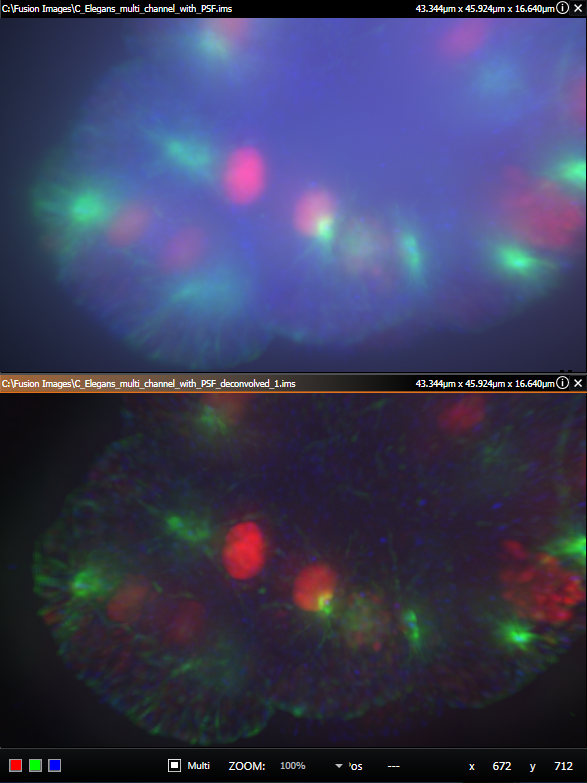 C:\Fusion Images\C_Elegans_multi_channel_with_PSF.ims 43.344µm x 45.924µm x 16.640µm
C:\Fusion Images\C_Elegans_multi_channel_with_PSF_deconvolved_1.ims 43.344µm x 45.924µm x 16.640µm
Multi ZOOM: 100% 'os --- x 672 y 712